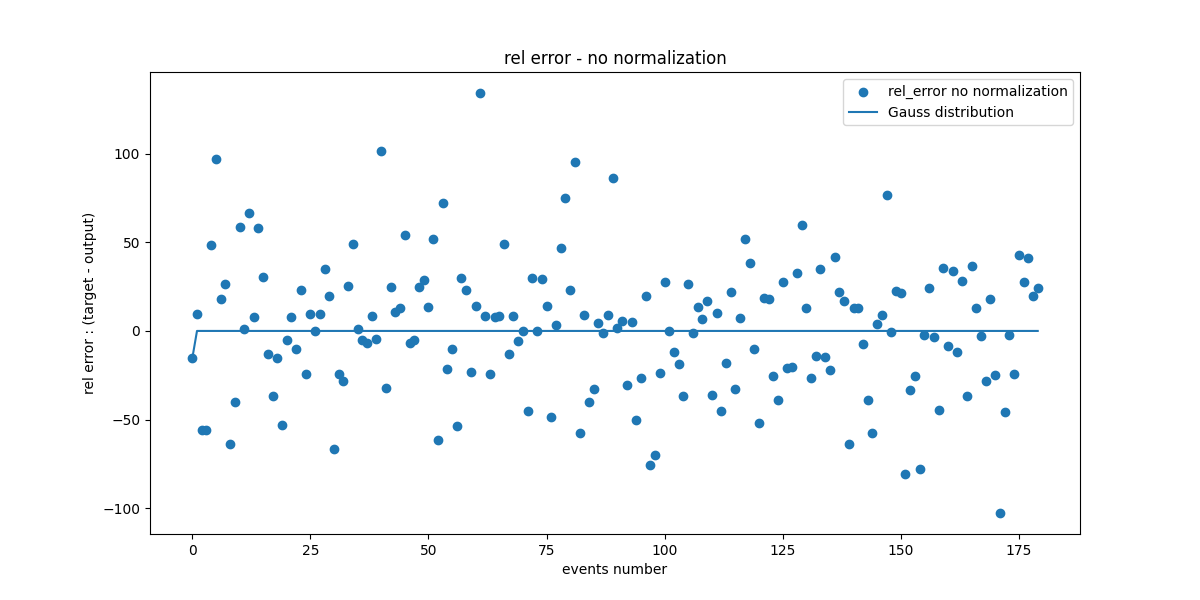 rel error - no normalization
rel_error no normalization
Gauss distribution
100
50
0
−50
−100
rel error : (target - output)
0
25
50
75
100
125
150
175
events number